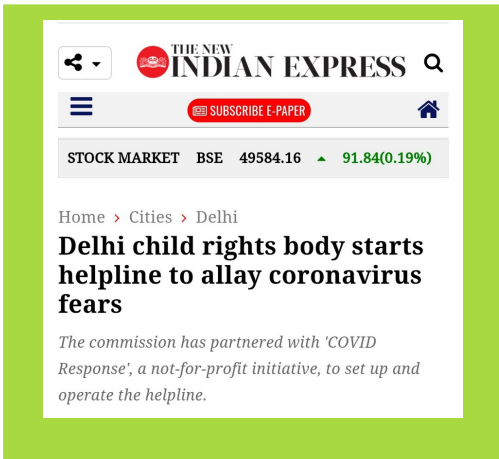 THE NEW
INDIAN EXPRESS
SUBSCRIBE E-PAPER
STOCK MARKET BSE 49584.16 ▲ 91.84(0.19%)
Home > Cities > Delhi
Delhi child rights body starts
helpline to allay coronavirus
fears
The commission has partnered with 'COVID
Response', a not-for-profit initiative, to set up and
operate the helpline.